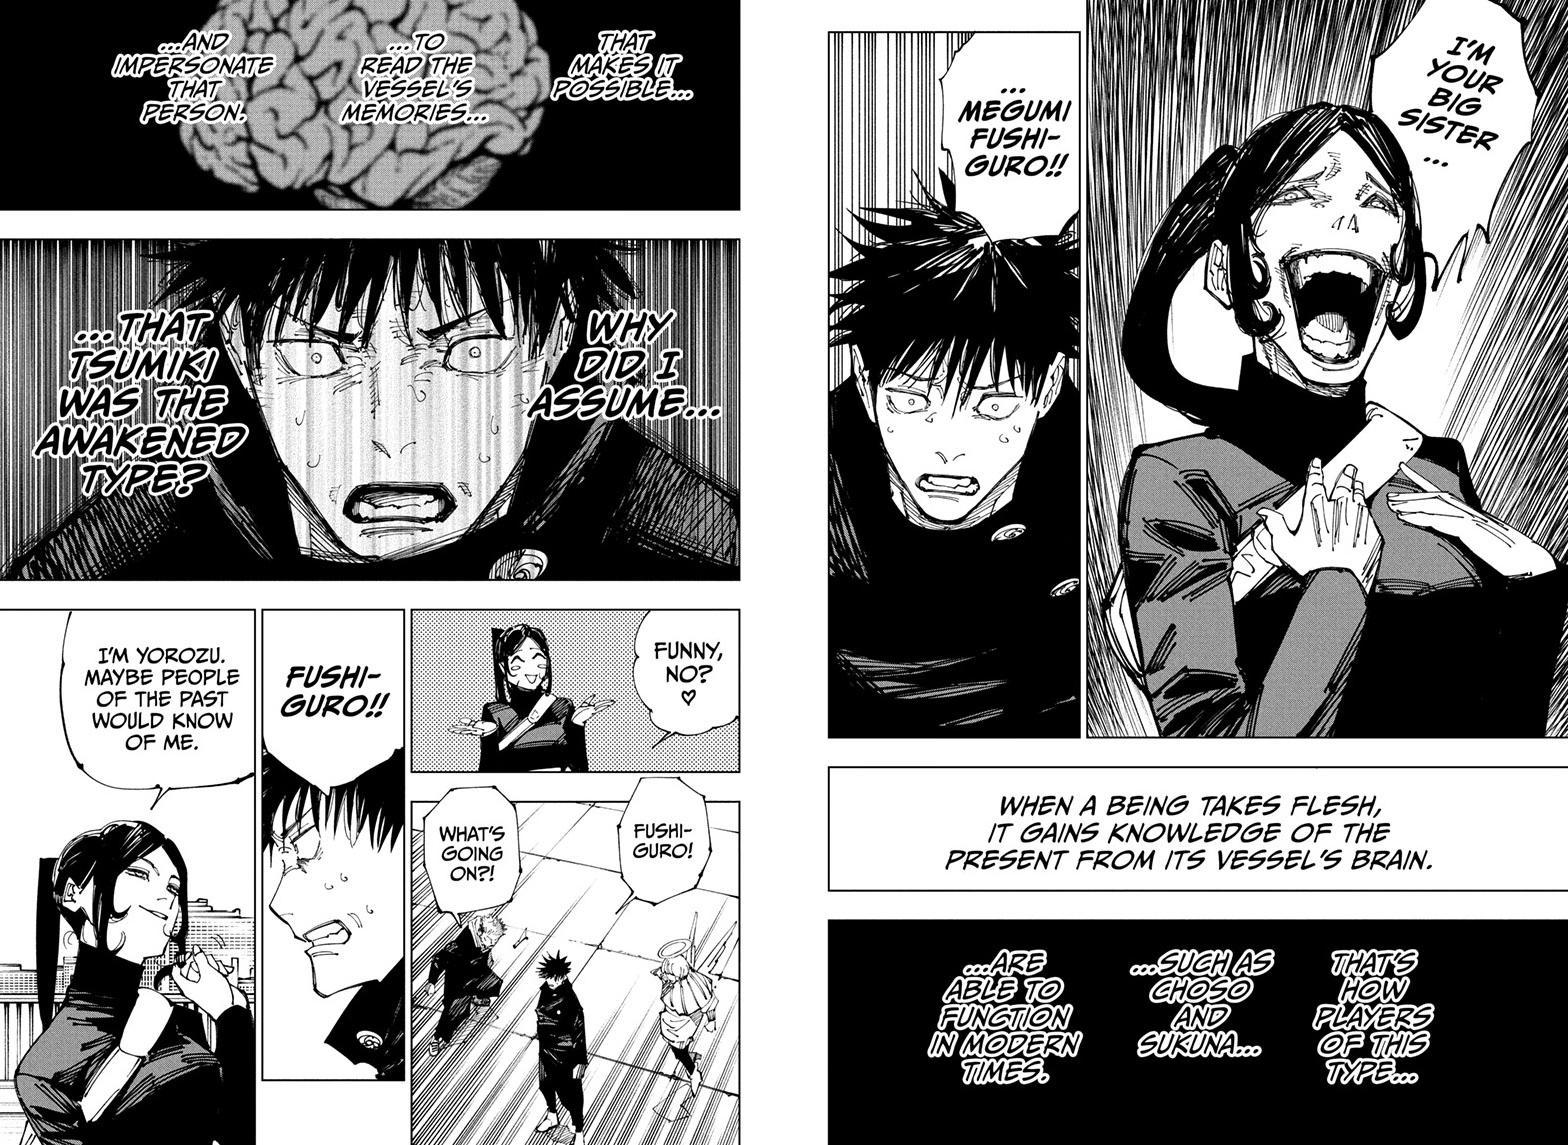 I'M
YOUR
BIG
SISTER
...
...
MEGUMI
FUSHI-
GURO!!
WHEN A BEING TAKES FLESH,
IT GAINS KNOWLEDGE OF THE
PRESENT FROM ITS VESSEL'S BRAIN.
THAT'S
HOW
PLAYERS
OF THIS
TYPE...
...SUCH AS
CHOSO
AND
SUKUNA...
...ARE
ABLE TO
FUNCTION
IN MODERN
TIMES.
THAT
MAKES IT
POSSIBLE...
...TO
READ THE
VESSEL'S
MEMORIES...
...AND
IMPERSONATE
THAT
PERSON.
WHY
DID I
ASSUME...
...THAT
TSUMIKI
WAS THE
AWAKENED
TYPE?
FUNNY,
NO?
♡
FUSHI-
GURO!
WHAT'S
GOING
ON?!
FUSHI-
GURO!!
I'M YOROZU.
MAYBE PEOPLE
OF THE PAST
WOULD KNOW
OF ME.